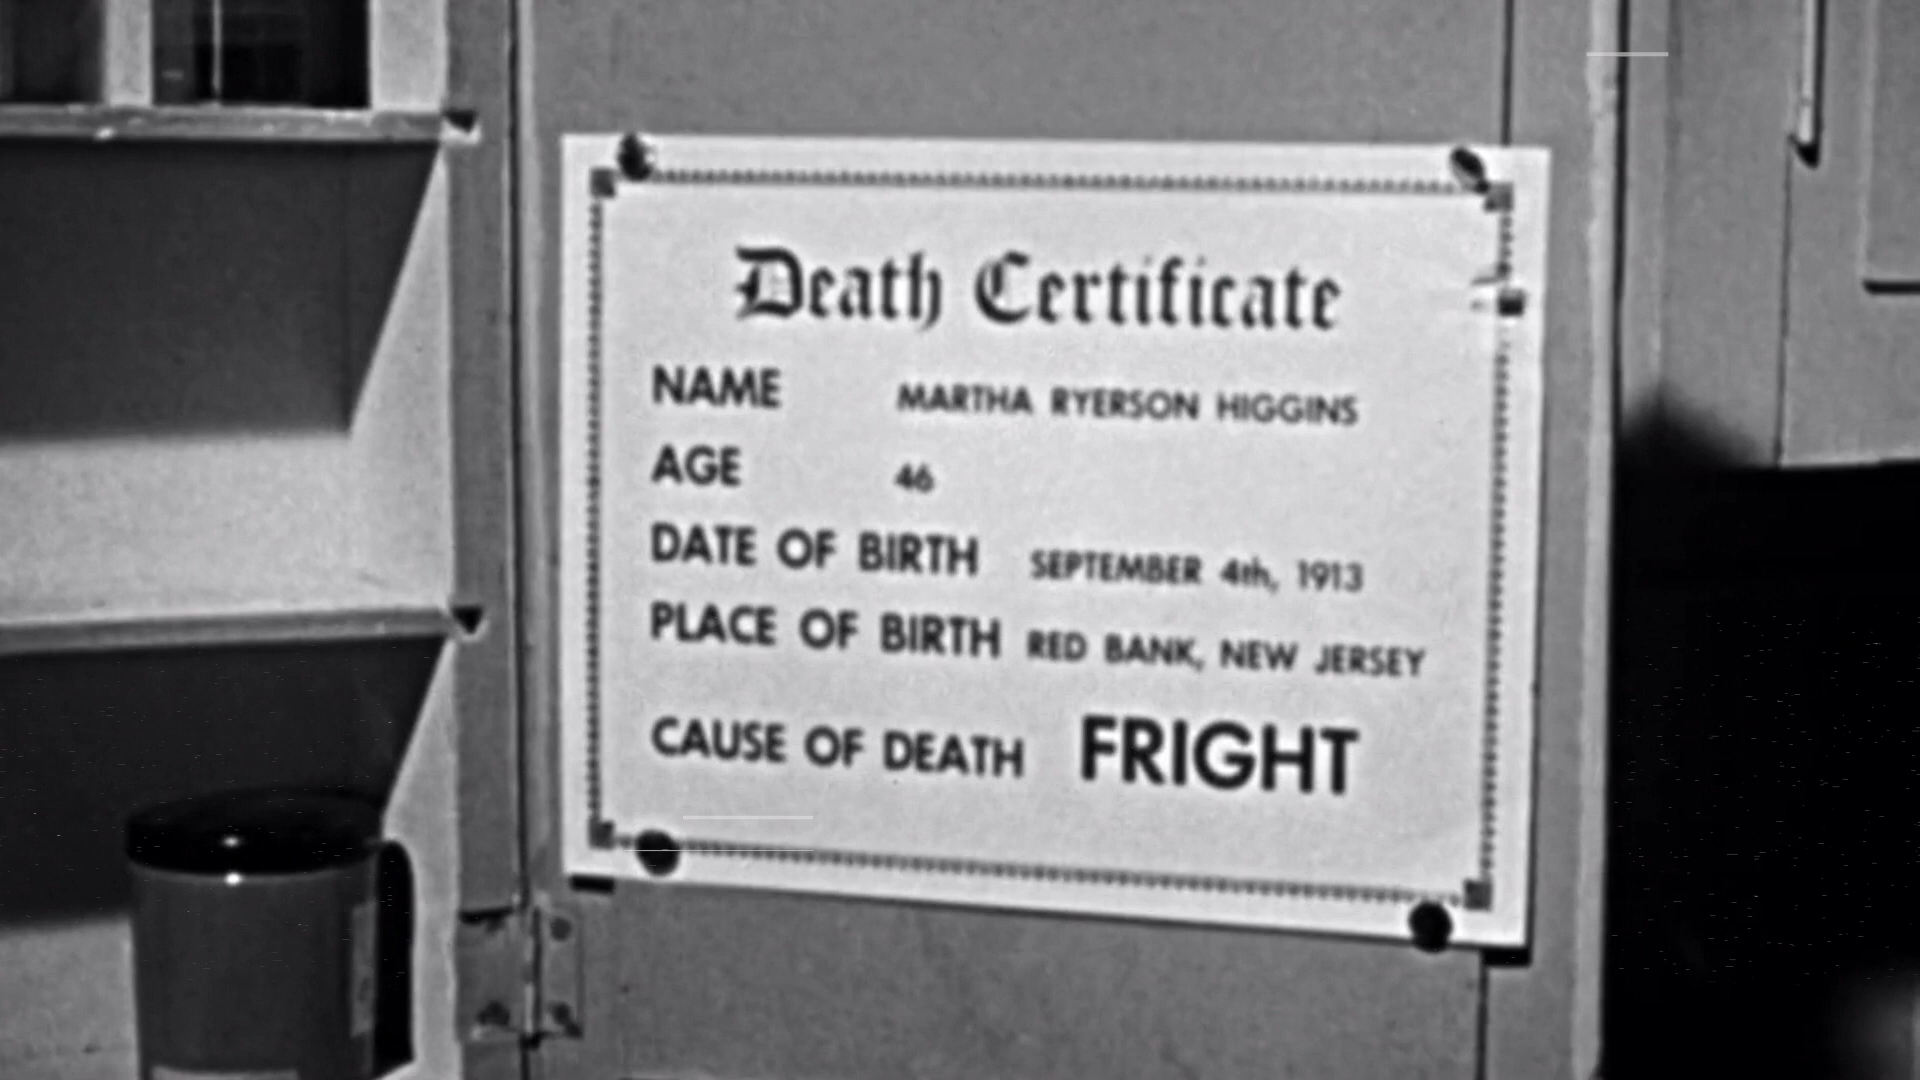 Death Certificate
NAME MARTHA RYERSON HIGGINS
AGE 46
DATE OF BIRTH SEPTEMBER 4th, 1913
PLACE OF BIRTH RED BANK, NEW JERSEY
CAUSE OF DEATH FRIGHT